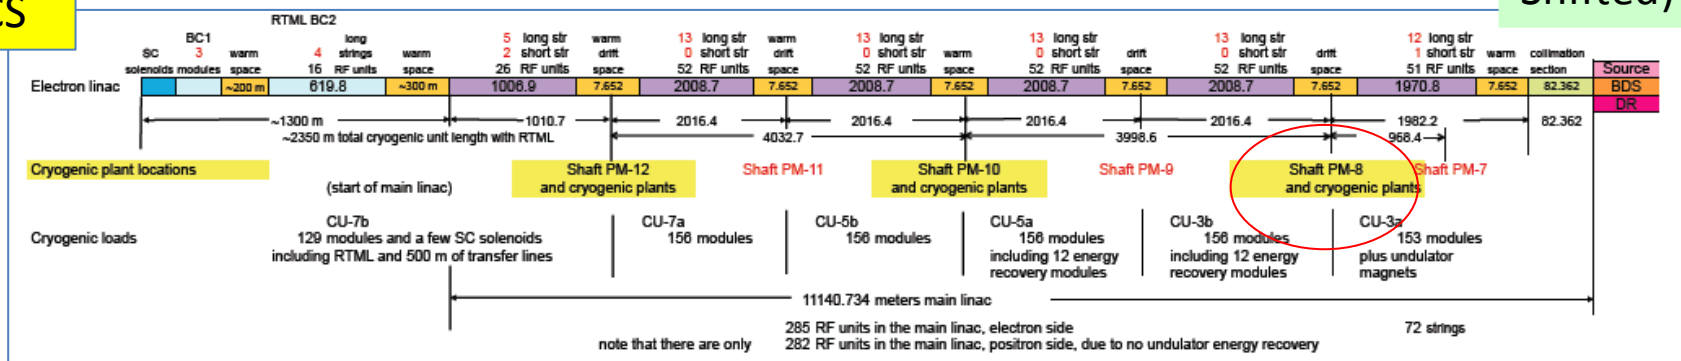 CS
Shifted)
RTML BC2
BC1 long 5 long str warm 13 long str warm 13 long str 13 long str 13 long str 12 long str
SC 3 warm 4 strings warm 2 short str drift 0 short str drift 0 short str warm 0 short str drift 0 short str drift 1 short str warm collimation
solenoids modules space 16 RF units space 26 RF units space 52 RF units space 52 RF units space 52 RF units space 52 RF units space 51 RF units space section Source
Electron linac ~200 m 619.8 ~300 m 1006.9 7.652 2008.7 7.652 2008.7 7.652 2008.7 7.652 2008.7 7.652 1970.8 7.652 82.362 BDS
DR
~1300 m 1010.7 2016.4 2016.4 2016.4 2016.4 1982.2 82.362
~2350 m total cryogenic unit length with RTML 4032.7 3998.6 968.4
Cryogenic plant locations Shaft PM-12 Shaft PM-11 Shaft PM-10 Shaft PM-9 Shaft PM-8 Shaft PM-7
(start of main linac) and cryogenic plants and cryogenic plants and cryogenic plants
CU-7b CU-7a CU-5b CU-5a CU-3b CU-3a
Cryogenic loads 129 modules and a few SC solenoids 156 modules 156 modules 156 modules 156 modules 153 modules
including RTML and 500 m of transfer lines including 12 energy including 12 energy plus undulator
recovery modules recovery modules magnets
11140.734 meters main linac
285 RF units in the main linac, electron side 72 strings
note that there are only 282 RF units in the main linac, positron side, due to no undulator energy recovery